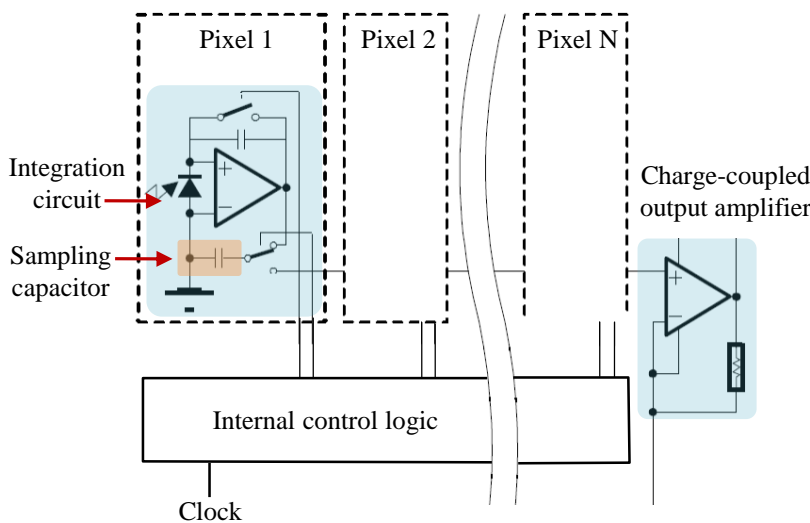 Pixel 1
Pixel 2
Pixel N
Integration
circuit
Sampling
capacitor
Charge-coupled
output amplifier
+
−
+
−
Internal control logic
Clock